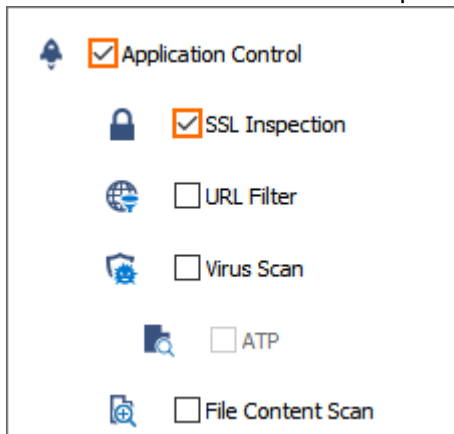 Application Control
SSL Inspection
URL Filter
Virus Scan
ATP
File Content Scan